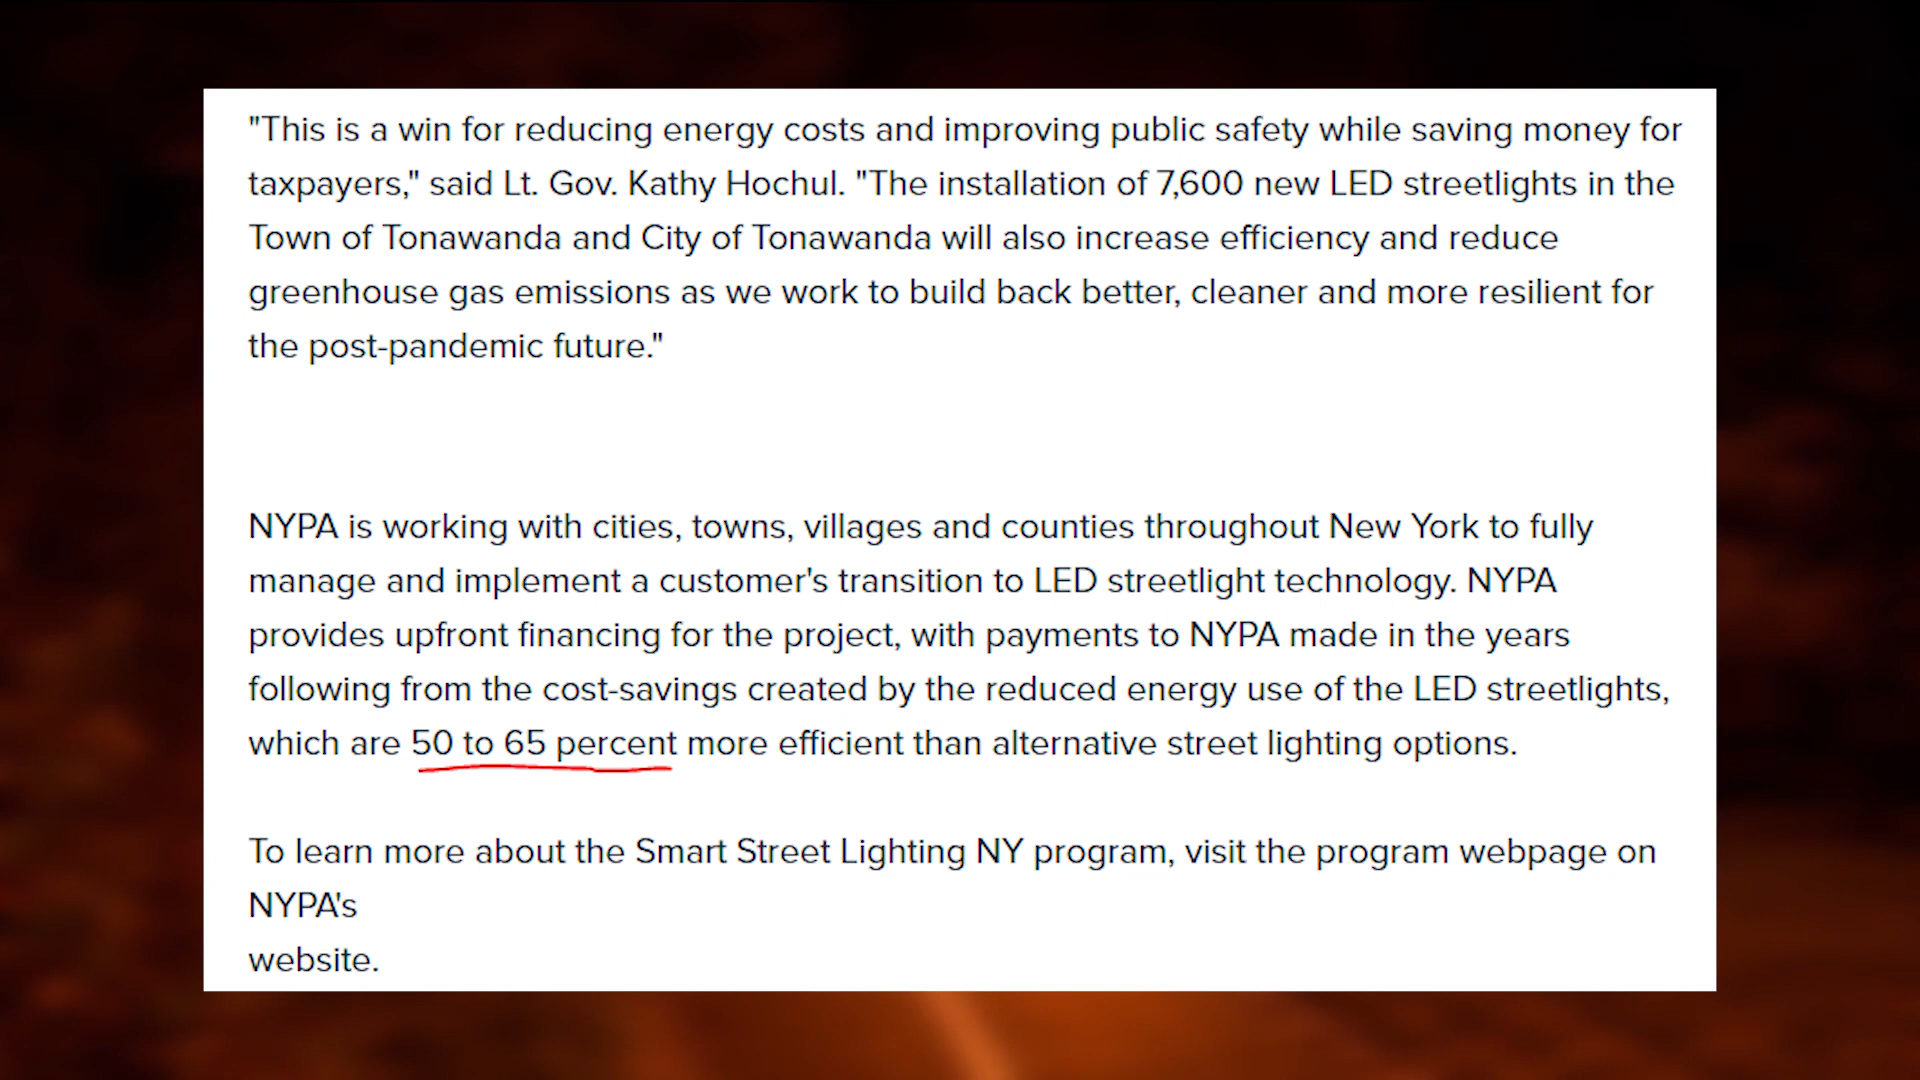 "This is a win for reducing energy costs and improving public safety while saving money for
taxpayers," said Lt. Gov. Kathy Hochul. "The installation of 7,600 new LED streetlights in the
Town of Tonawanda and City of Tonawanda will also increase efficiency and reduce
greenhouse gas emissions as we work to build back better, cleaner and more resilient for
the post-pandemic future."
NYPA is working with cities, towns, villages and counties throughout New York to fully
manage and implement a customer's transition to LED streetlight technology. NYPA
provides upfront financing for the project, with payments to NYPA made in the years
following from the cost-savings created by the reduced energy use of the LED streetlights,
which are 50 to 65 percent more efficient than alternative street lighting options.
To learn more about the Smart Street Lighting NY program, visit the program webpage on
NYPA's
website.